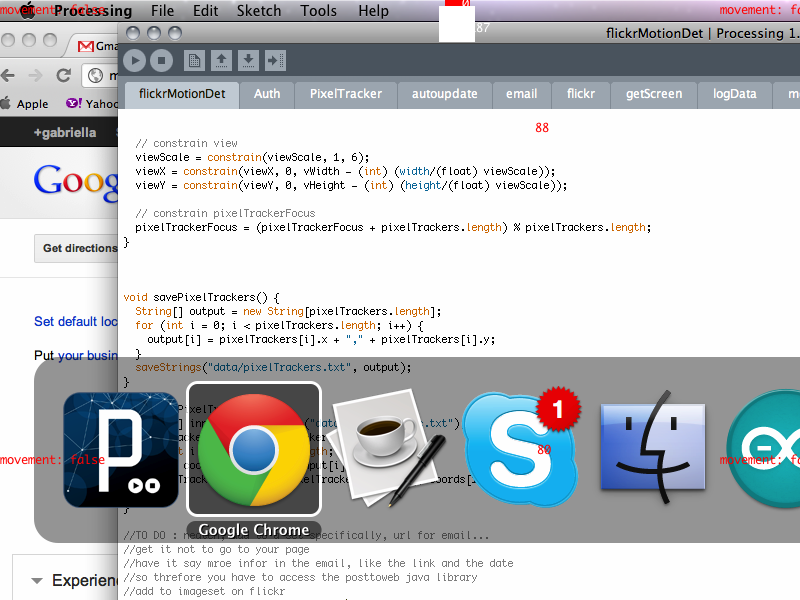 Processing File Edit Sketch Tools Help
movement: false
movement: fa
87
flickrMotionDet | Processing 1.
Gma
Apple Yahoo
+gabriella
flickrMotionDet Auth PixelTracker autoupdate email flickr getScreen logData
88
Goog
Get directions
Set default loc
Put your busin
// constrain view
viewScale = constrain(viewScale, 1, 6);
viewX = constrain(viewX, 0, vWidth - (int) (width/(float) viewScale));
viewY = constrain(viewY, 0, vHeight - (int) (height/(float) viewScale));
// constrain pixelTrackerFocus
pixelTrackerFocus = (pixelTrackerFocus + pixelTrackers.length) % pixelTrackers.length;
}
void savePixelTrackers() {
String[] output = new String[pixelTrackers.length];
for (int i = 0; i < pixelTrackers.length; i++) {
output[i] = pixelTrackers[i].x + "," + pixelTrackers[i].y;
}
saveStrings("data/pixelTrackers.txt", output);
}
1
80
movement: false
movement: fa
Google Chrome
}
//TO DO : specifically, url for email...
//get it not to go to your page
//have it say mroe infor in the email, like the link and the date
//so threfore you have to access the posttoweb java library
//add to imageset on flickr
Experien